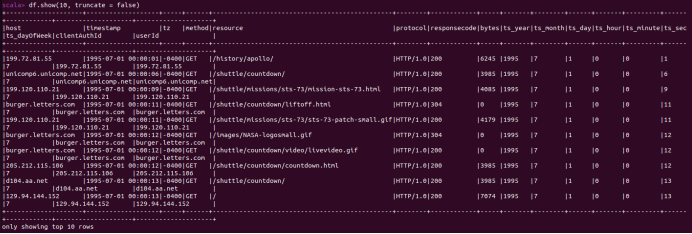 scala> df.show(10, truncate = false)
|host |timestamp |tz |method|resource |protocol|responsecode|bytes|ts_year|ts_month|ts_day|ts_hour|ts_minute|ts_sec
|ts_dayOfWeek|clientAuthId |userId |
|199.72.81.55 |1995-07-01 00:00:01|-0400|GET |/history/apollo/ |HTTP/1.0|200 |6245 |1995 |7 |1 |0 |0 |1
|7 |199.72.81.55 |199.72.81.55 |
|unicomp6.unicomp.net|1995-07-01 00:00:06|-0400|GET |/shuttle/countdown/ |HTTP/1.0|200 |3985 |1995 |7 |1 |0 |0 |6
|7 |unicomp6.unicomp.net|unicomp6.unicomp.net|
|199.120.110.21 |1995-07-01 00:00:09|-0400|GET |/shuttle/missions/sts-73/mission-sts-73.html |HTTP/1.0|200 |4085 |1995 |7 |1 |0 |0 |9
|7 |199.120.110.21 |199.120.110.21 |
|burger.letters.com |1995-07-01 00:00:11|-0400|GET |/shuttle/countdown/liftoff.html |HTTP/1.0|304 |0 |1995 |7 |1 |0 |0 |11
|7 |burger.letters.com |burger.letters.com |
|199.120.110.21 |1995-07-01 00:00:11|-0400|GET |/shuttle/missions/sts-73/sts-73-patch-small.gif|HTTP/1.0|200 |4179 |1995 |7 |1 |0 |0 |11
|7 |199.120.110.21 |199.120.110.21 |
|burger.letters.com |1995-07-01 00:00:12|-0400|GET |/images/NASA-logosmall.gif |HTTP/1.0|304 |0 |1995 |7 |1 |0 |0 |12
|7 |burger.letters.com |burger.letters.com |
|burger.letters.com |1995-07-01 00:00:12|-0400|GET |/shuttle/countdown/video/livevideo.gif |HTTP/1.0|200 |0 |1995 |7 |1 |0 |0 |12
|7 |burger.letters.com |burger.letters.com |
|205.212.115.106 |1995-07-01 00:00:12|-0400|GET |/shuttle/countdown/countdown.html |HTTP/1.0|200 |3985 |1995 |7 |1 |0 |0 |12
|7 |205.212.115.106 |205.212.115.106 |
|d104.aa.net |1995-07-01 00:00:13|-0400|GET |/shuttle/countdown/ |HTTP/1.0|200 |3985 |1995 |7 |1 |0 |0 |13
|7 |d104.aa.net |d104.aa.net |
|129.94.144.152 |1995-07-01 00:00:13|-0400|GET |/ |HTTP/1.0|200 |7074 |1995 |7 |1 |0 |0 |13
|7 |129.94.144.152 |129.94.144.152 |
only showing top 10 rows